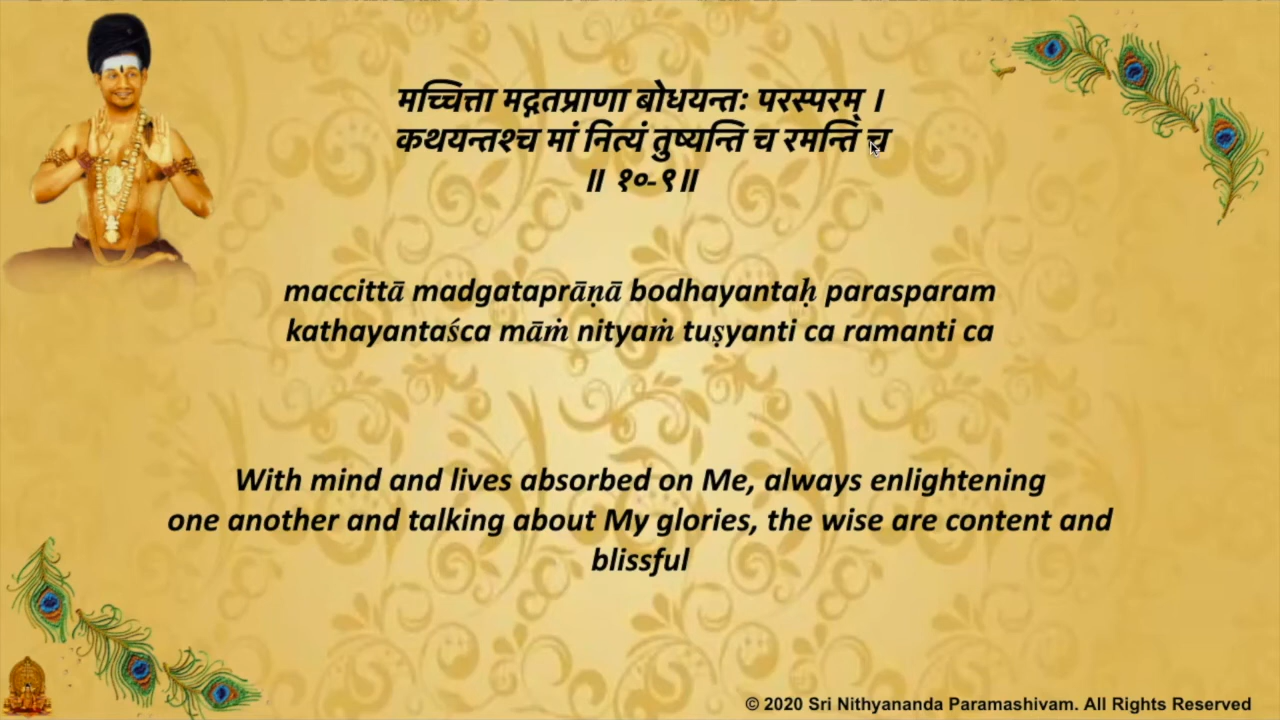 मच्चित्ता मद्गतप्राणा बोधयन्तः परस्परम् ।
कथयन्तश्च मां नित्यं तुष्यन्ति च रमन्ति च
॥ १०-९॥
maccittā madgataprāṇā bodhayantaḥ parasparam
kathayantaśca māṁ nityaṁ tuṣyanti ca ramanti ca
With mind and lives absorbed on Me, always enlightening
one another and talking about My glories, the wise are content and
blissful
© 2020 Sri Nithyananda Paramashivam. All Rights Reserved